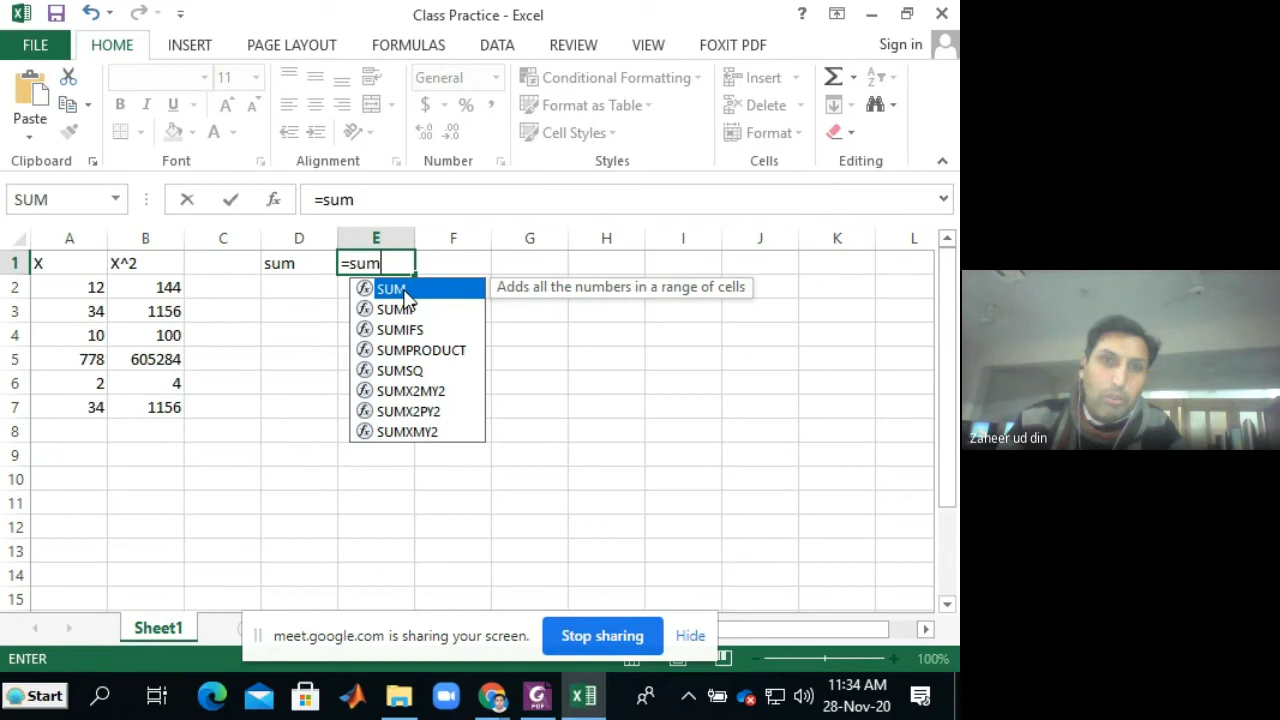 Class Practice - Excel
?
FILE HOME INSERT PAGE LAYOUT FORMULAS DATA REVIEW VIEW FOXIT PDF Sign in
Paste
11
B I U A A
A
General
$ % ,
Conditional Formatting
Format as Table
Cell Styles
Insert
Delete
Format
Σ
Clipboard Font Alignment Number Styles Cells Editing
SUM fx =sum
A B C D E F G H I J K L
1 X X^2 sum =sum
2 12 144
3 34 1156
4 10 100
5 778 605284
6 2 4
7 34 1156
8
9
10
11
12
13
14
15
SUM
SUMIF
SUMIFS
SUMPRODUCT
SUMSQ
SUMX2MY2
SUMX2PY2
SUMXMY2
Adds all the numbers in a range of cells
Zaheer ud din
Sheet1
meet.google.com is sharing your screen. Stop sharing Hide
ENTER 100%
Start
PDF
11:34 AM
28-Nov-20